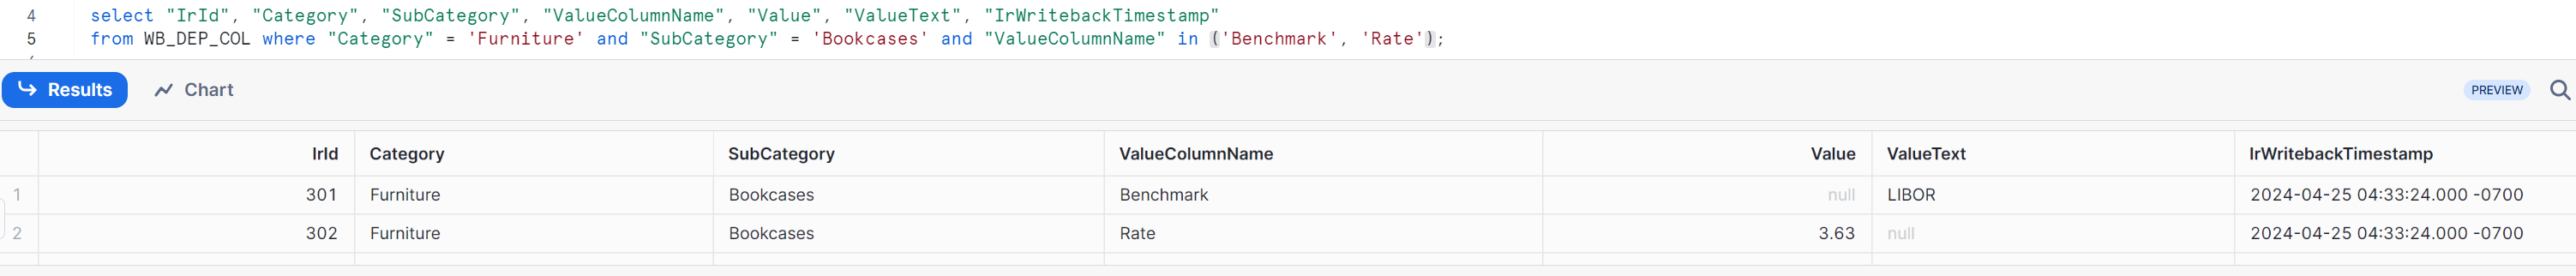 4 select "IrId", "Category", "SubCategory", "ValueColumnName", "Value", "ValueText", "IrWritebackTimestamp"
5 from WB_DEP_COL where "Category" = 'Furniture' and "SubCategory" = 'Bookcases' and "ValueColumnName" in ('Benchmark', 'Rate');
Results Chart PREVIEW
IrId Category SubCategory ValueColumnName Value ValueText IrWritebackTimestamp
1 301 Furniture Bookcases Benchmark null LIBOR 2024-04-25 04:33:24.000 -0700
2 302 Furniture Bookcases Rate 3.63 null 2024-04-25 04:33:24.000 -0700